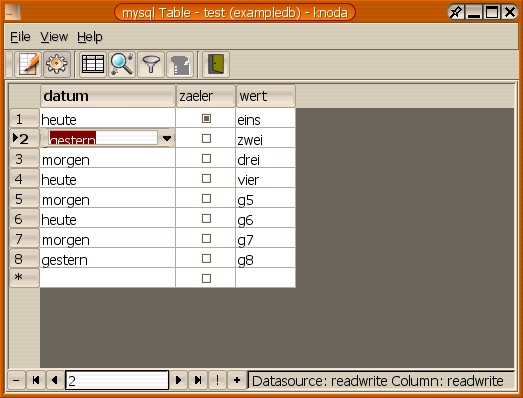 mysql Table - test (exampledb) - knoda
File View Help
datum zaeler wert
1 heute eins
2 gestern zwei
3 morgen drei
4 heute vier
5 morgen g5
6 heute g6
7 morgen g7
8 gestern g8
*
2 ! Datasource: readwrite Column: readwrite